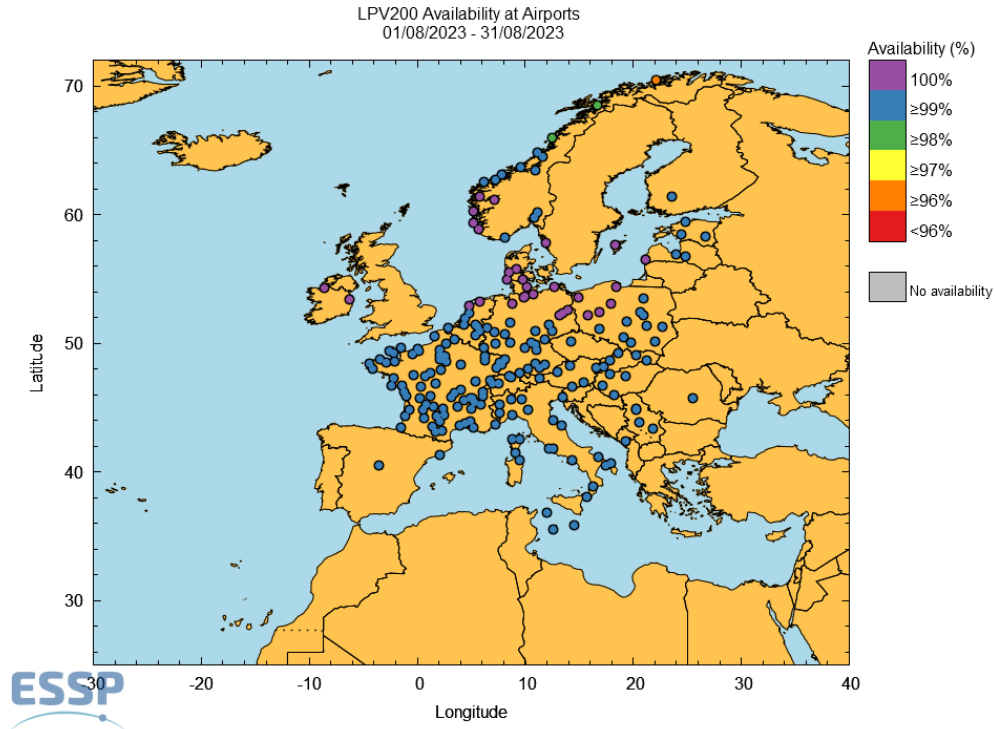 LPV200 Availability at Airports
01/08/2023 - 31/08/2023
Availability (%)
100%
≥99%
≥98%
≥97%
≥96%
<96%
No availability
Latitude
70
60
50
40
30
-30
-20
-10
0
10
20
30
40
Longitude
ESSP